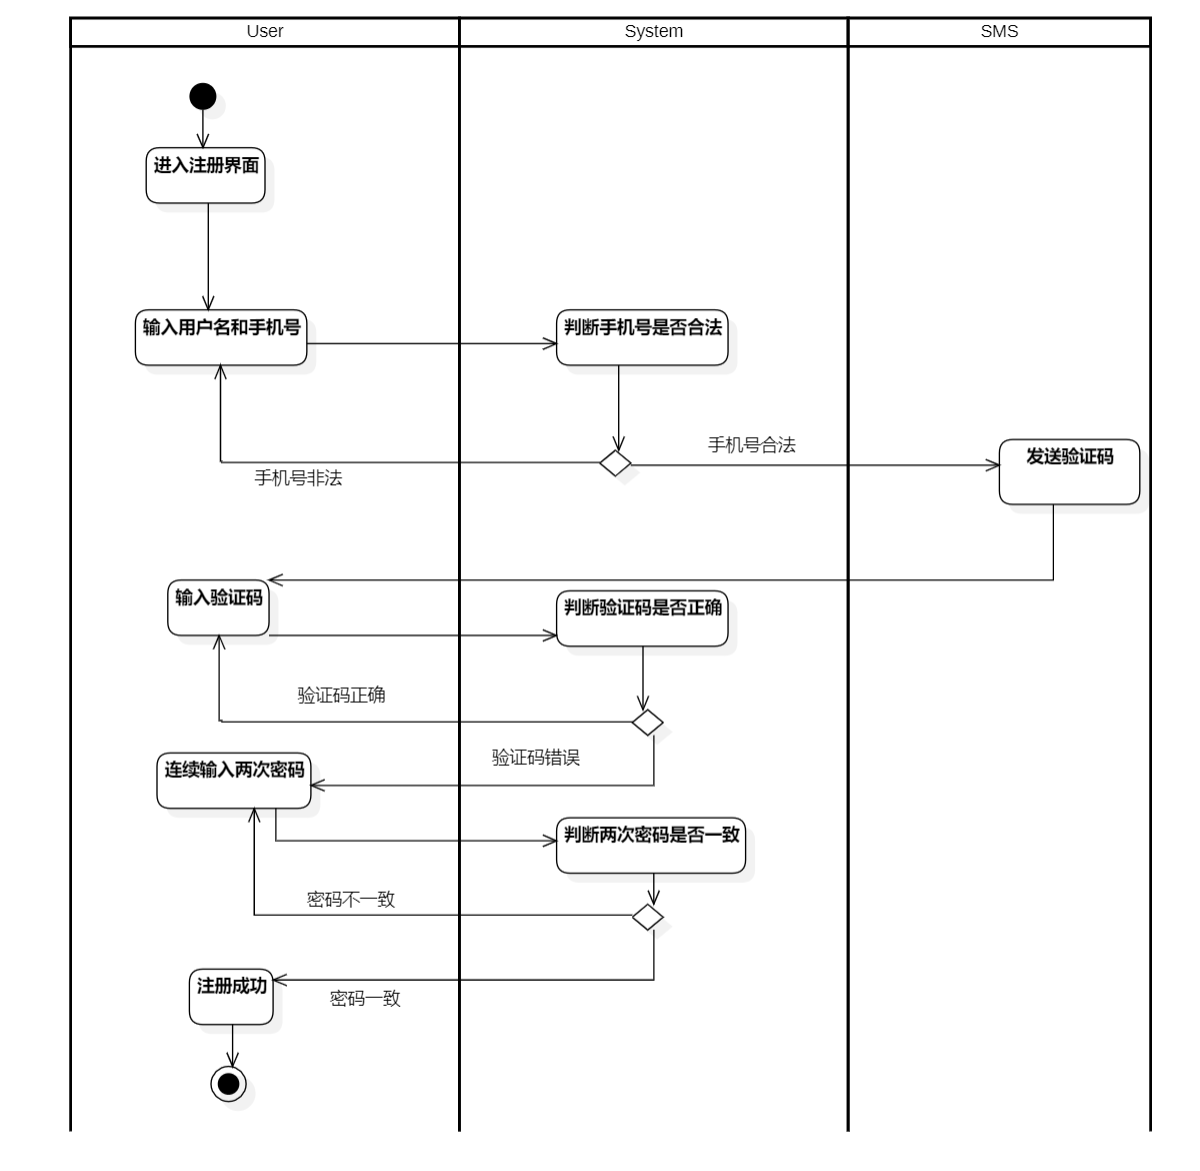 User
System
SMS
进入注册界面
输入用户名和手机号
判断手机号是否合法
手机号合法
发送验证码
手机号非法
输入验证码
判断验证码是否正确
验证码正确
验证码错误
连续输入两次密码
判断两次密码是否一致
密码不一致
注册成功
密码一致